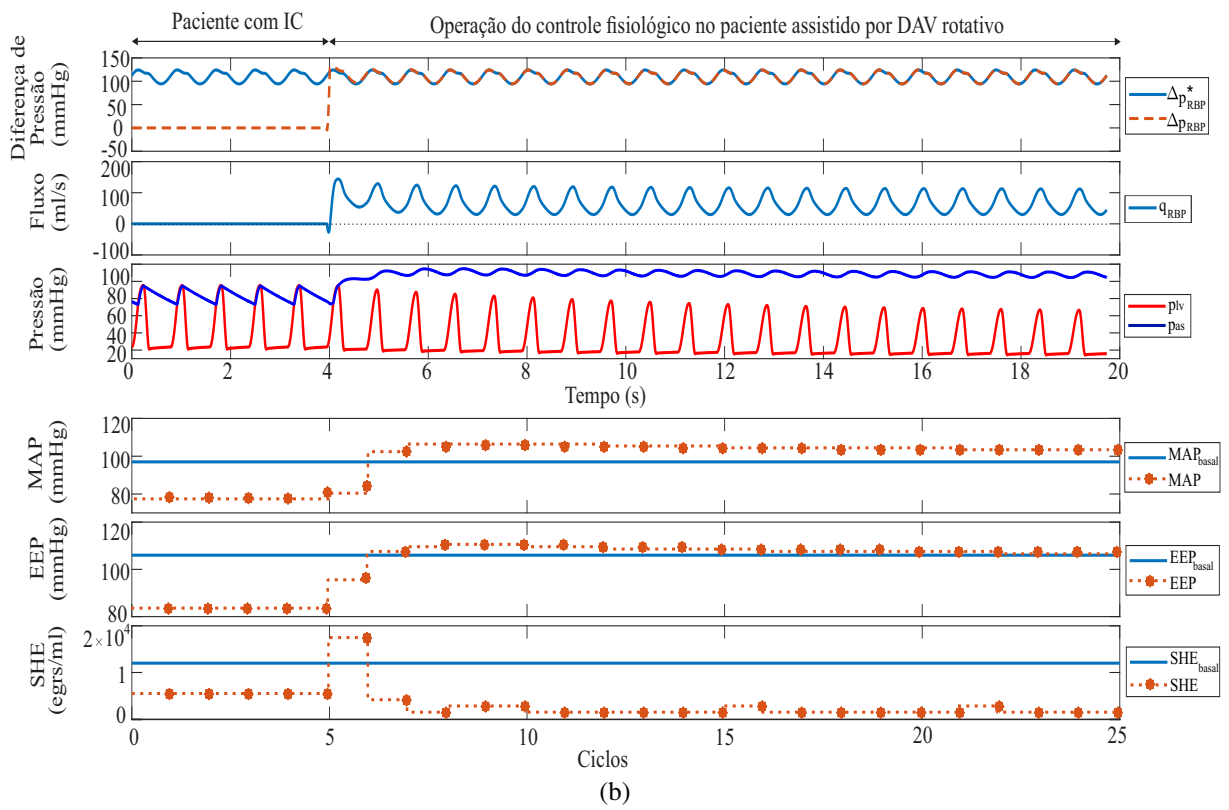 Paciente com IC
Operação do controle fisiológico no paciente assistido por DAV rotativo
Diferença de
Pressão
(mmHg)
150
100
50
0
-50
Δp*RBP
ΔpRBP
Fluxo
(ml/s)
200
100
0
-100
qRBP
Pressão
(mmHg)
100
80
60
40
20
plv
pas
0 2 4 6 8 10 12 14 16 18 20
Tempo (s)
MAP
(mmHg)
120
100
80
MAPbasal
MAP
EEP
(mmHg)
120
100
80
EEPbasal
EEP
SHE
(egrs/ml)
2 × 10^4
1
0
SHEbasal
SHE
0 5 10 15 20 25
Ciclos
(b)